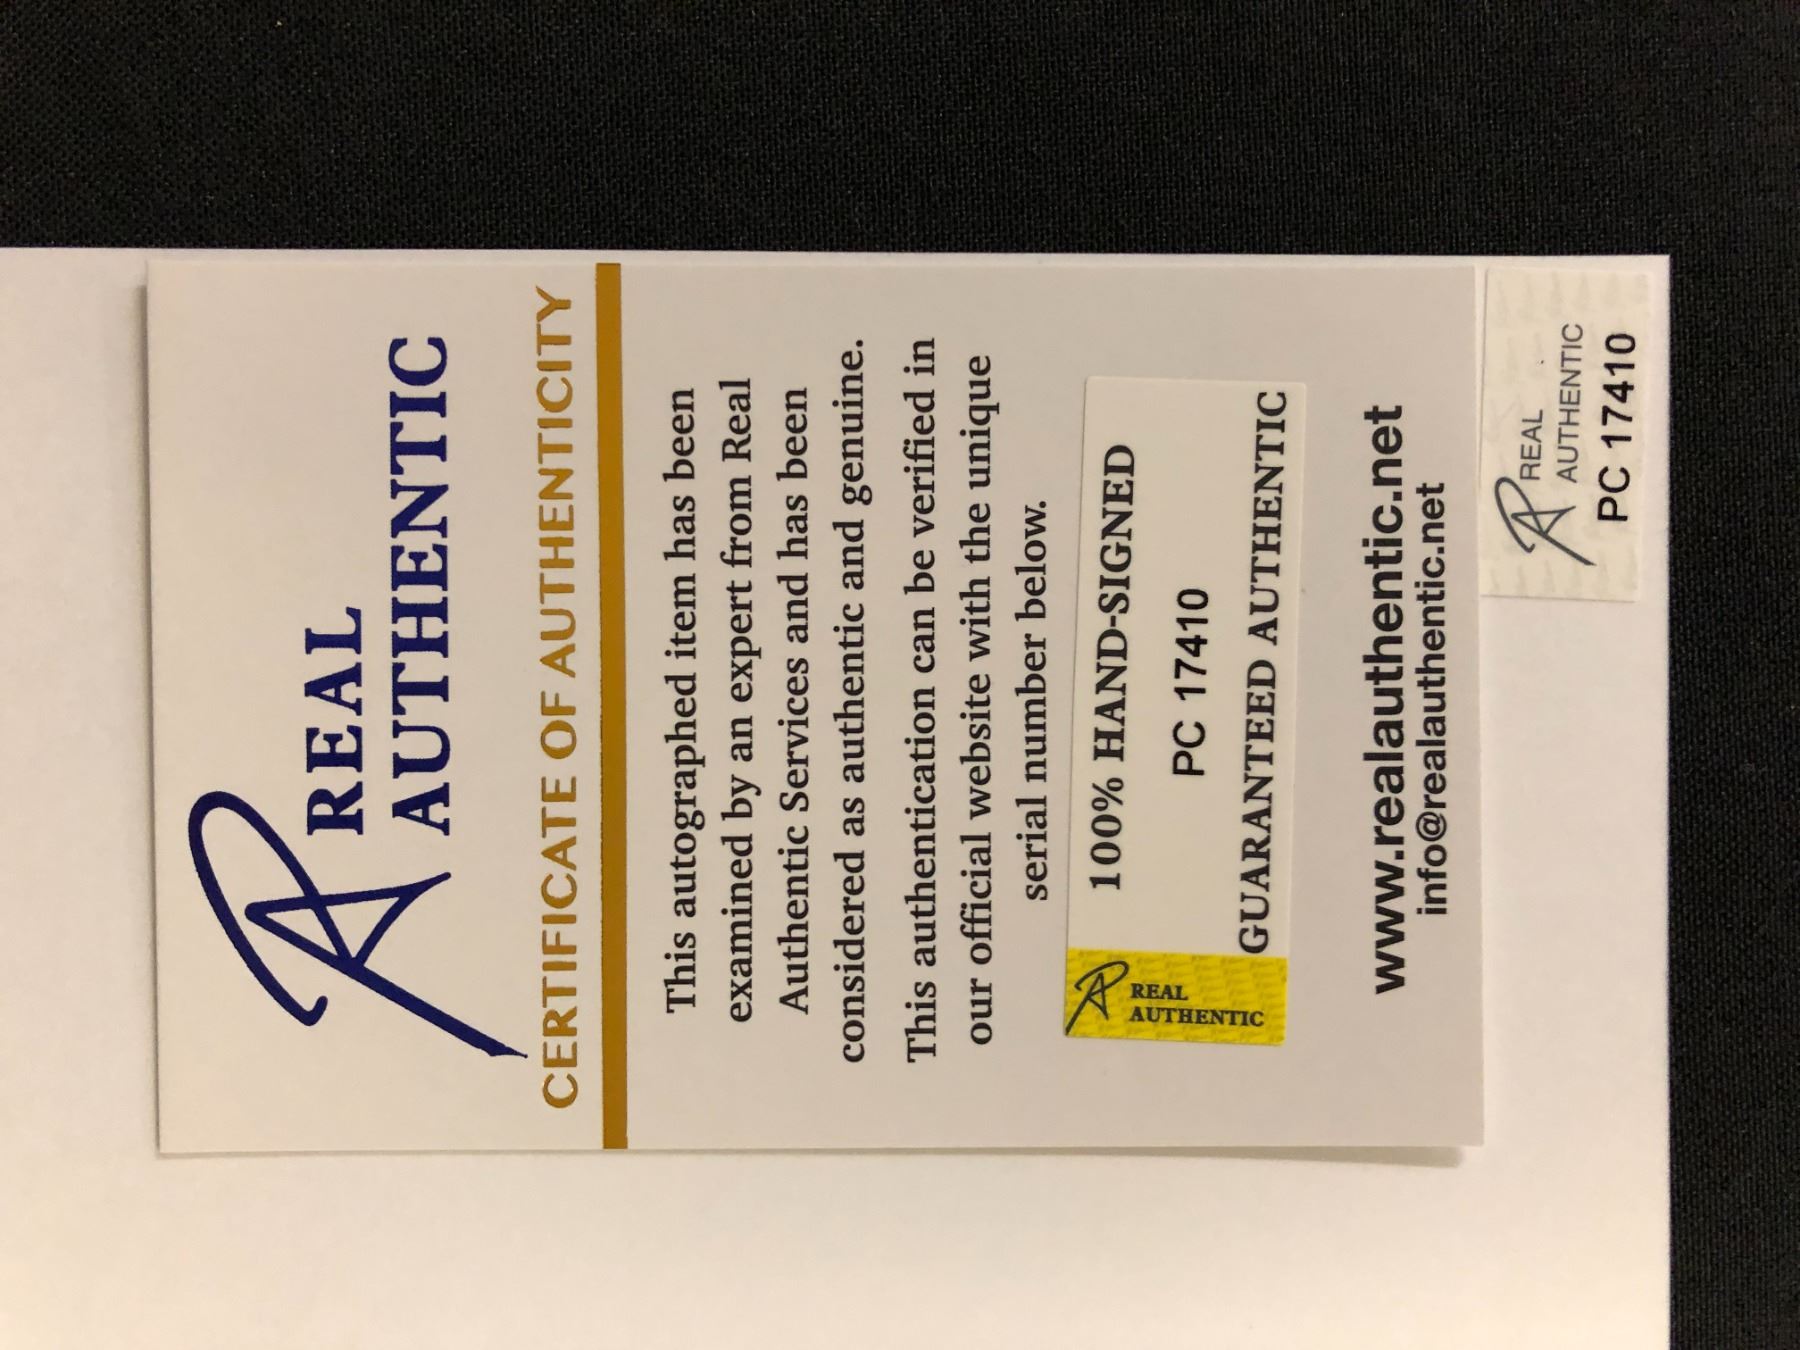 REAL
AUTHENTIC
CERTIFICATE OF AUTHENTICITY
This autographed item has been
examined by an expert from Real
Authentic Services and has been
considered as authentic and genuine.
This authentication can be verified in
our official website with the unique
serial number below.
REAL
AUTHENTIC
100% HAND-SIGNED
PC 17410
GUARANTEED AUTHENTIC
www.realauthentic.net
info@realauthentic.net
REAL
AUTHENTIC
PC 17410